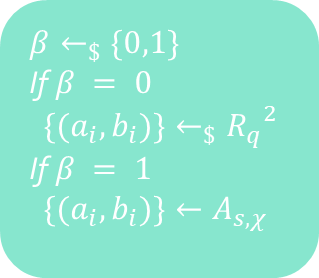 β ←$ {0,1}
If β = 0
{(aᵢ, bᵢ)} ←$ R_q²
If β = 1
{(aᵢ, bᵢ)} ← A_{s,χ}